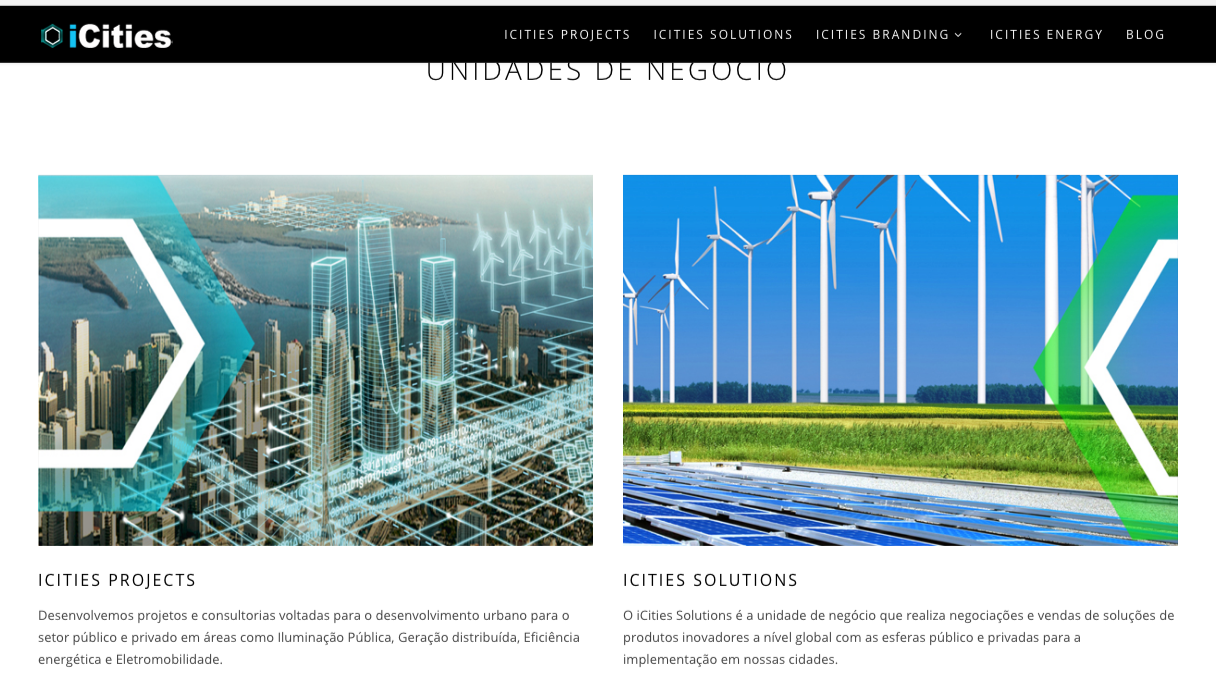 iCities
ICITIES PROJECTS ICITIES SOLUTIONS ICITIES BRANDING ICITIES ENERGY BLOG
UNIDADES DE NEGÓCIO
ICITIES PROJECTS
Desenvolvemos projetos e consultorias voltadas para o desenvolvimento urbano para o
setor público e privado em áreas como Iluminação Pública, Geração distribuída, Eficiência
energética e Eletromobilidade.
ICITIES SOLUTIONS
O iCities Solutions é a unidade de negócio que realiza negociações e vendas de soluções de
produtos inovadores a nível global com as esferas público e privadas para a
implementação em nossas cidades.